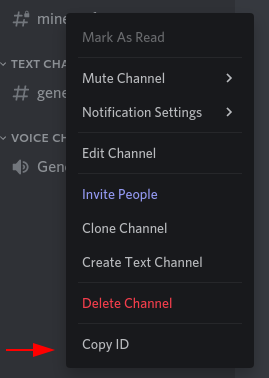 mine
Mark As Read
TEXT CHA
Mute Channel
gene
Notification Settings
VOICE CH
Edit Channel
Gen
Invite People
Clone Channel
Create Text Channel
Delete Channel
Copy ID